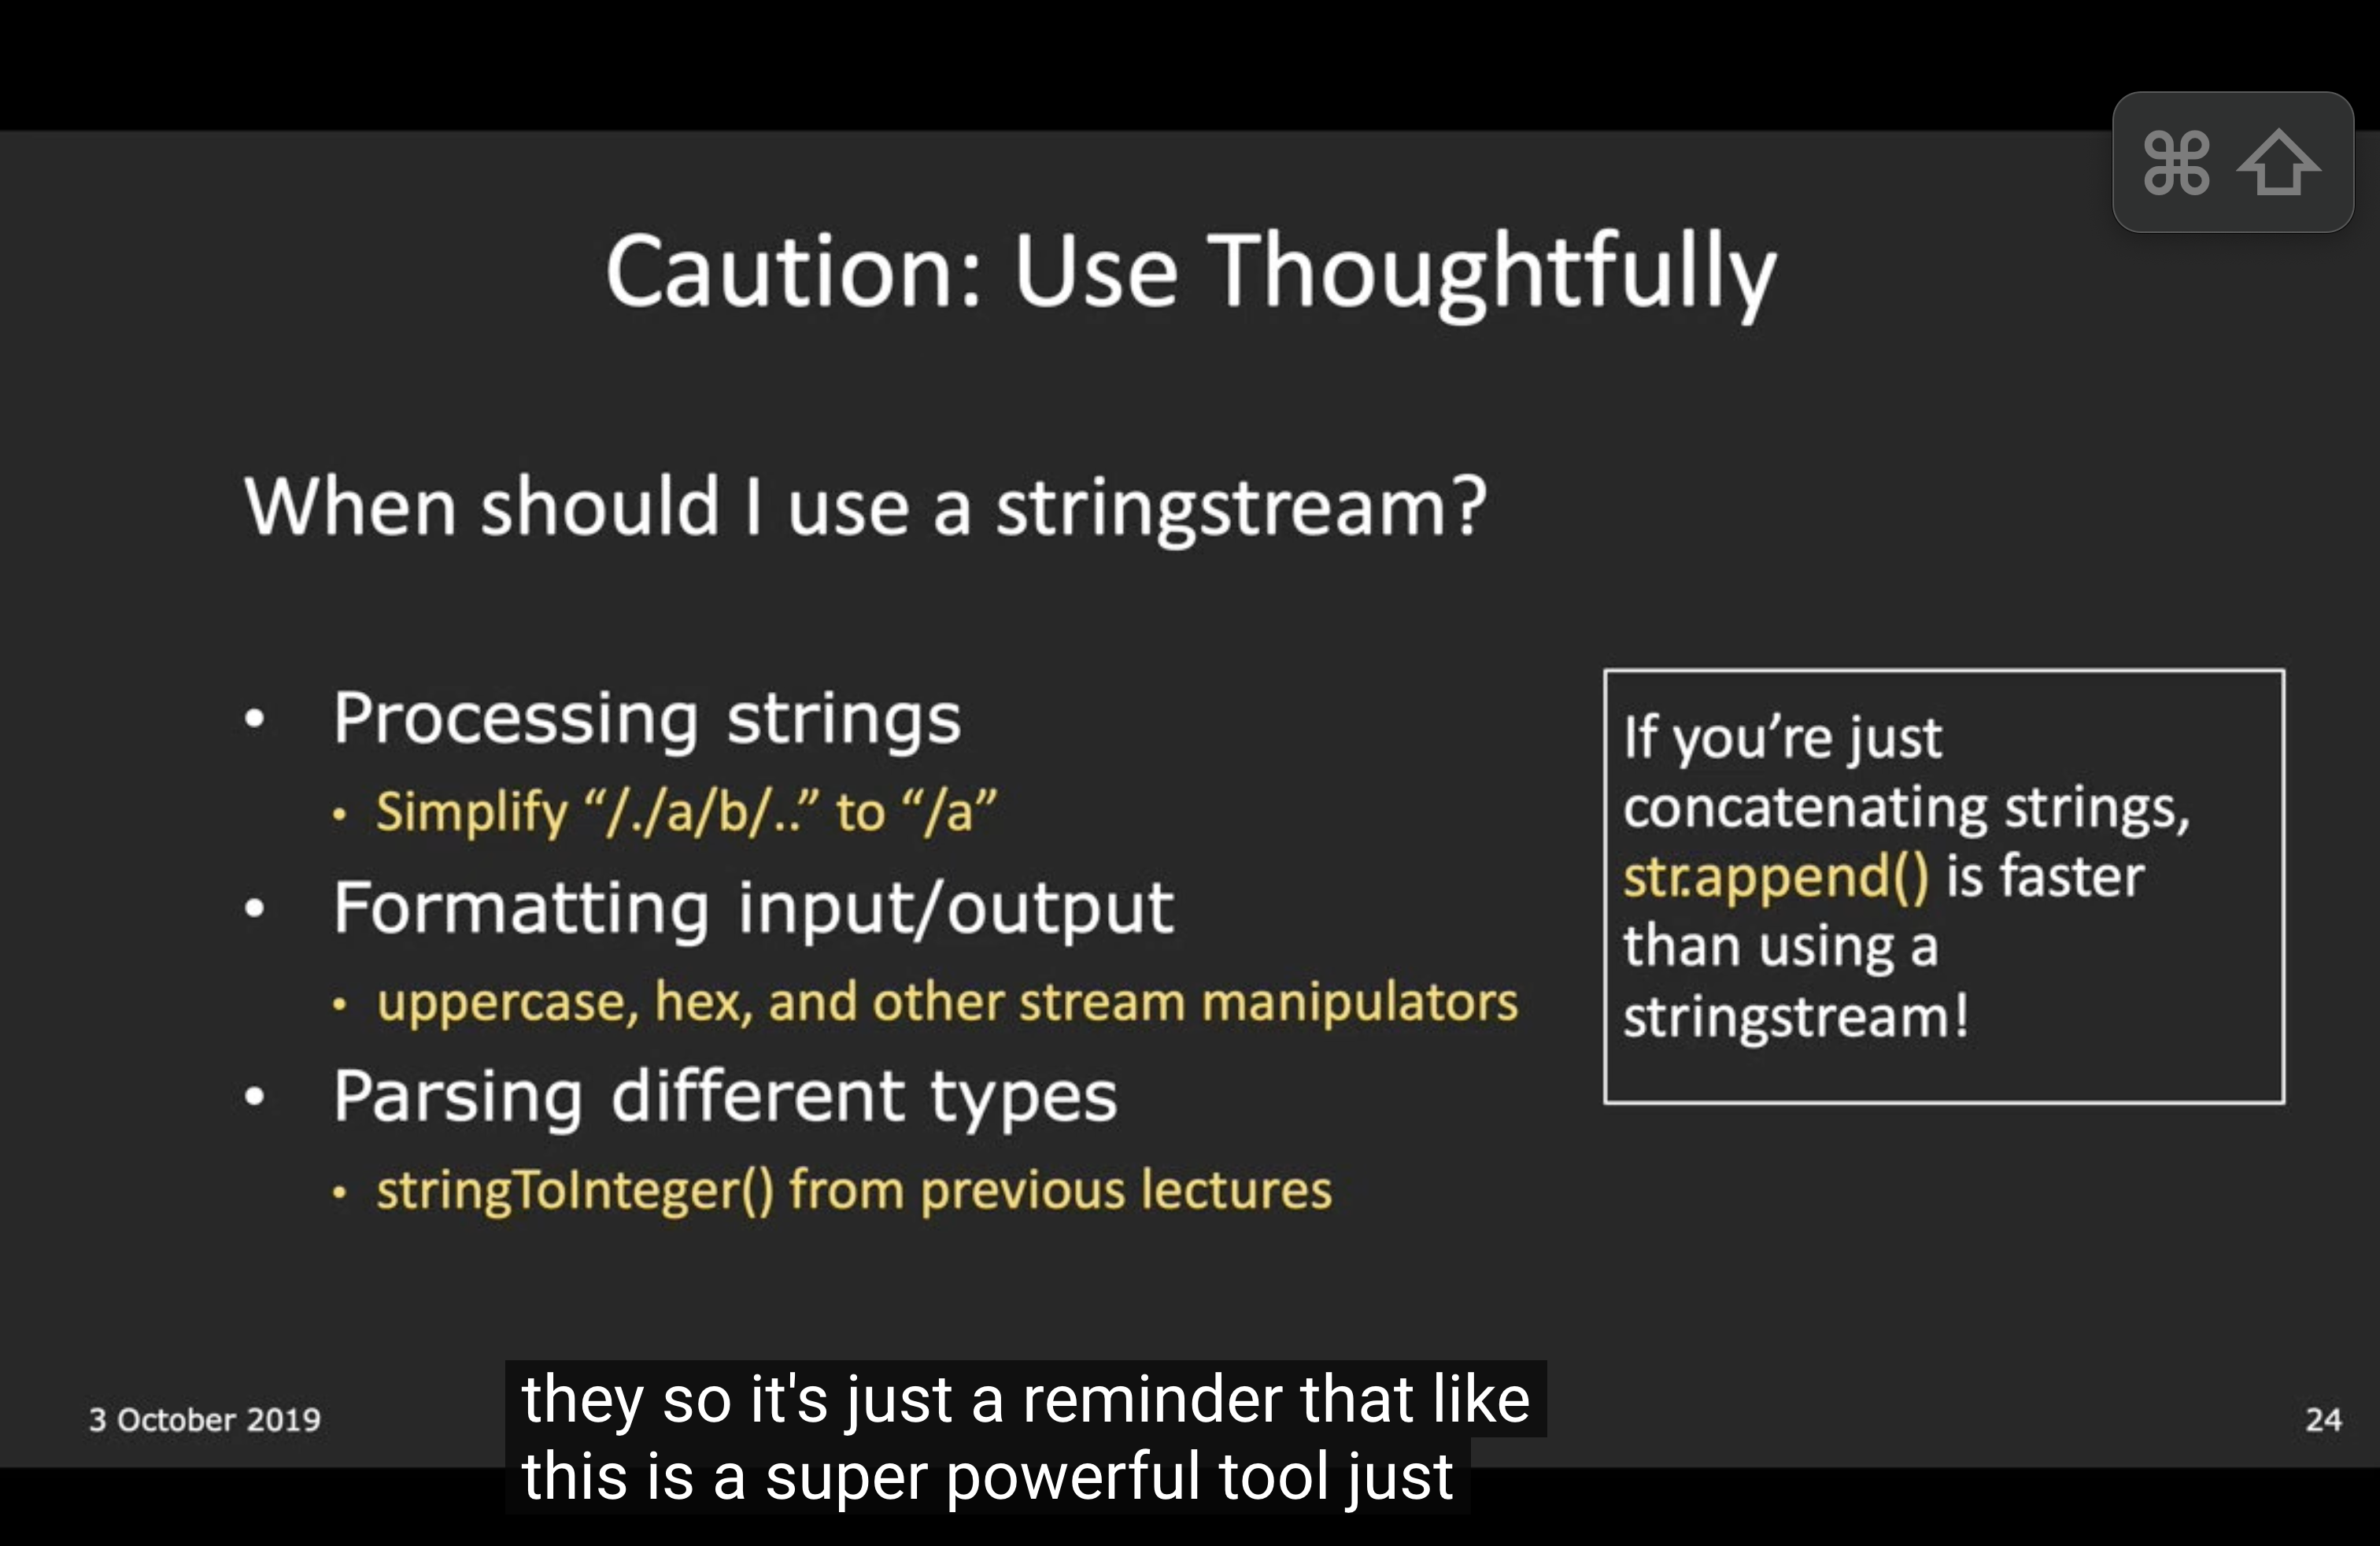 ⌘ ⇧
Caution: Use Thoughtfully
When should I use a stringstream?
• Processing strings
• Simplify “/./a/b/..” to “/a”
• Formatting input/output
• uppercase, hex, and other stream manipulators
• Parsing different types
• stringToInteger() from previous lectures
If you’re just
concatenating strings,
str.append() is faster
than using a
stringstream!
they so it's just a reminder that like
this is a super powerful tool just
3 October 2019
24